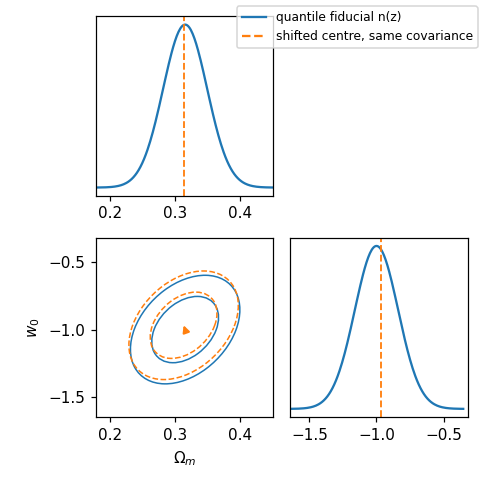 quantile fiducial n(z)
shifted centre, same covariance
0.2 0.3 0.4
−0.5
−1.0
−1.5
w₀
0.2 0.3 0.4
−1.5 −1.0 −0.5
Ωₘ